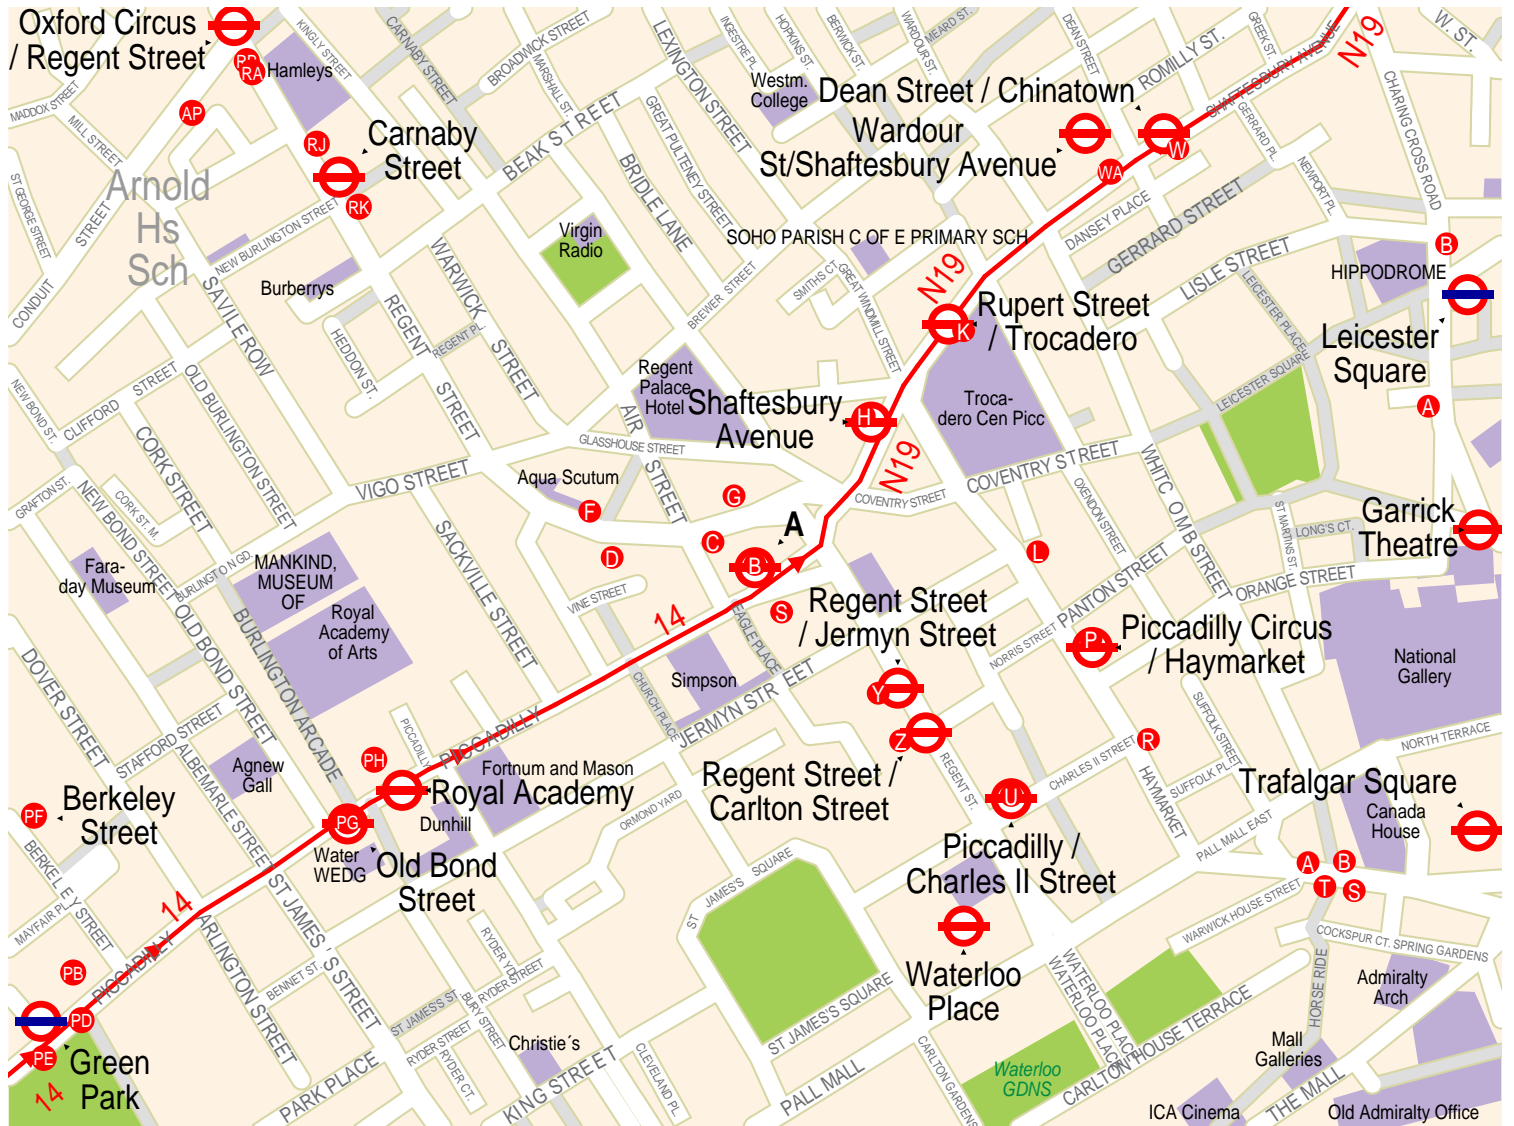 Oxford Circus
/ Regent Street
RA
Hamleys
AP
RJ
RK
Carnaby
Street
KINGLY STREET
CARNABY STREET
BROADWICK STREET
MARSHALL ST.
LEXINGTON STREET
INGESTRE PL.
HOPKINS ST.
BERWICK ST.
WARDOUR ST.
MEARD ST.
DEAN STREET
ROMILLY ST.
GREEK ST.
SHAFTESBURY AVENUE
N19
W. ST.
MADDOX STREET
MILL STREET
ST GEORGE STREET
Arnold
Hs
Sch
CONDUIT
STREET
NEW BURLINGTON STREET
BEAK STREET
GREAT PULTENEY STREET
BRIDLE LANE
Westm.
College
Dean Street / Chinatown
Wardour
St/Shaftesbury Avenue
W
WA
GERRARD PL.
NEWPORT PL.
CHARING CROSS ROAD
B
DANSEY PLACE
GERRARD STREET
LISLE STREET
HIPPODROME
Leicester
Square
LEICESTER PLACE
LEICESTER SQUARE
A
Virgin
Radio
SOHO PARISH C OF E PRIMARY SCH
SMITHS CT.
GREAT WINDMILL STREET
BREWER STREET
N19
Rupert Street
/ Trocadero
K
Burberrys
SAVILE ROW
HEDDON ST.
REGENT
STREET
REGENT PL.
WARWICK
STREET
Regent
Palace
Hotel
Shaftesbury
Avenue
H
Troca-
dero Cen Picc
N19
NEW BOND ST.
CLIFFORD STREET
OLD BURLINGTON STREET
CORK STREET
CORK ST. M.
GRAFTON ST.
NEW BOND STREET
VIGO STREET
GLASSHOUSE STREET
AIR
STREET
Aqua Scutum
F
G
C
D
A
B
S
COVENTRY STREET
COVENTRY STREET
OXENDON STREET
WHITC OMB STREET
ST MARTINS ST.
LONG'S CT.
ORANGE STREET
PANTON STREET
L
Garrick
Theatre
Fara-
day Museum
BURLINGTON GD.
MANKIND,
MUSEUM
OF
Royal
Academy
of Arts
SACKVILLE STREET
VINE STREET
EAGLE PLACE
14
Regent Street
/ Jermyn Street
Y
NORRIS STREET
P
Piccadilly Circus
/ Haymarket
National
Gallery
DOVER STREET
OLD BOND STREET
BURLINGTON ARCADE
STAFFORD STREET
ALBEMARLE STREET
Agnew
Gall
PICCADILLY
PICCADILLY
CHURCH PLACE
Simpson
JERMYN STR EET
Z
Regent Street /
Carlton Street
REGENT ST.
CHARLES II STREET
R
HAYMARKET
SUFFOLK STREET
SUFFOLK PL.
NORTH TERRACE
Trafalgar Square
Canada
House
PF
Berkeley
Street
PH
Royal Academy
PG
Fortnum and Mason
Dunhill
Water
WEDG
Old Bond
Street
ORMOND YARD
U
Piccadilly /
Charles II Street
PALL MALL EAST
A
B
T
S
BERKELEY STREET
MAYFAIR PL.
14
ST JAMES'S STREET
ARLINGTON STREET
BENNET ST.
PICCADILLY
PB
PD
PE
Green
Park
14
ST JAMES'S SQUARE
ST JAMES'S SQUARE
RYDER YD.
RYDER STREET
BURY STREET
ST JAMES'S ST
RYDER STREET
RYDER CT.
PARK PLACE
KING STREET
Christie´s
CLEVELAND PL.
PALL MALL
Waterloo
Place
WATERLOO PLACE
WATERLOO PLACE
WARWICK HOUSE STREET
COCKSPUR CT.
SPRING GARDENS
HORSE RIDE
Admiralty
Arch
Mall
Galleries
CARLTON GARDENS
Waterloo
GDNS
CARLTON HOUSE TERRACE
THE MALL
ICA Cinema
Old Admiralty Office